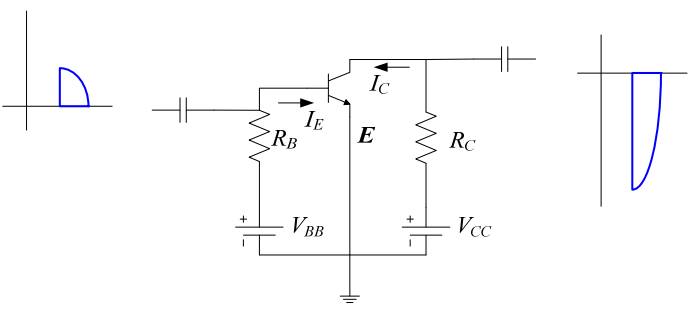 I_C
I_E
E
R_B
R_C
+
V_BB
-
+
V_CC
-